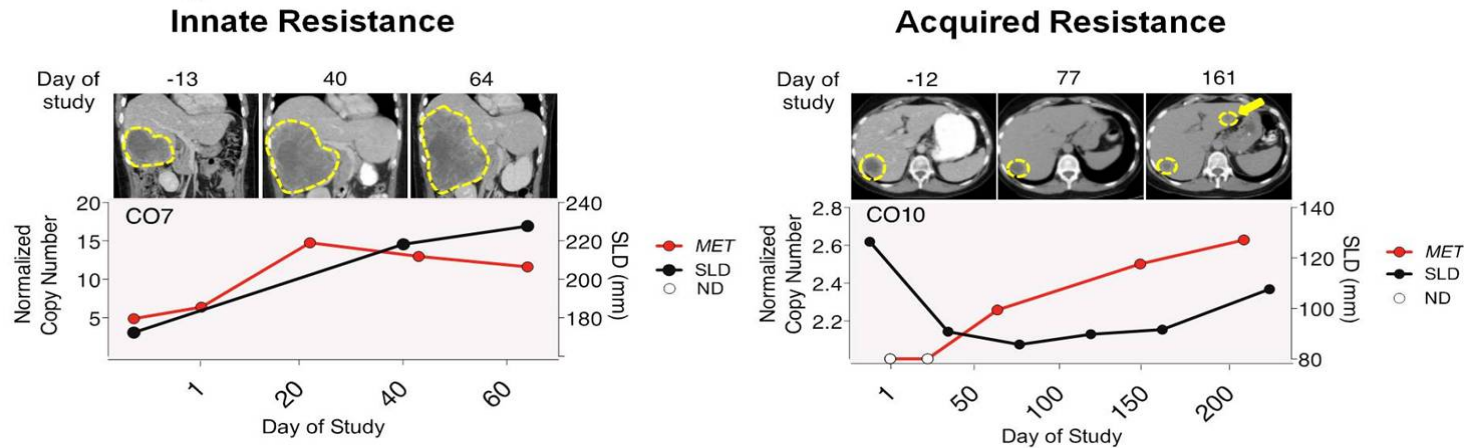 Innate Resistance
Day of study
-13 40 64
CO7
Normalized Copy Number
20
15
10
5
240
220
200
180
SLD (mm)
MET
SLD
ND
1 20 40 60
Day of Study
Acquired Resistance
Day of study
-12 77 161
CO10
Normalized Copy Number
2.8
2.6
2.4
2.2
140
120
100
80
SLD (mm)
MET
SLD
ND
1 50 100 150 200
Day of Study